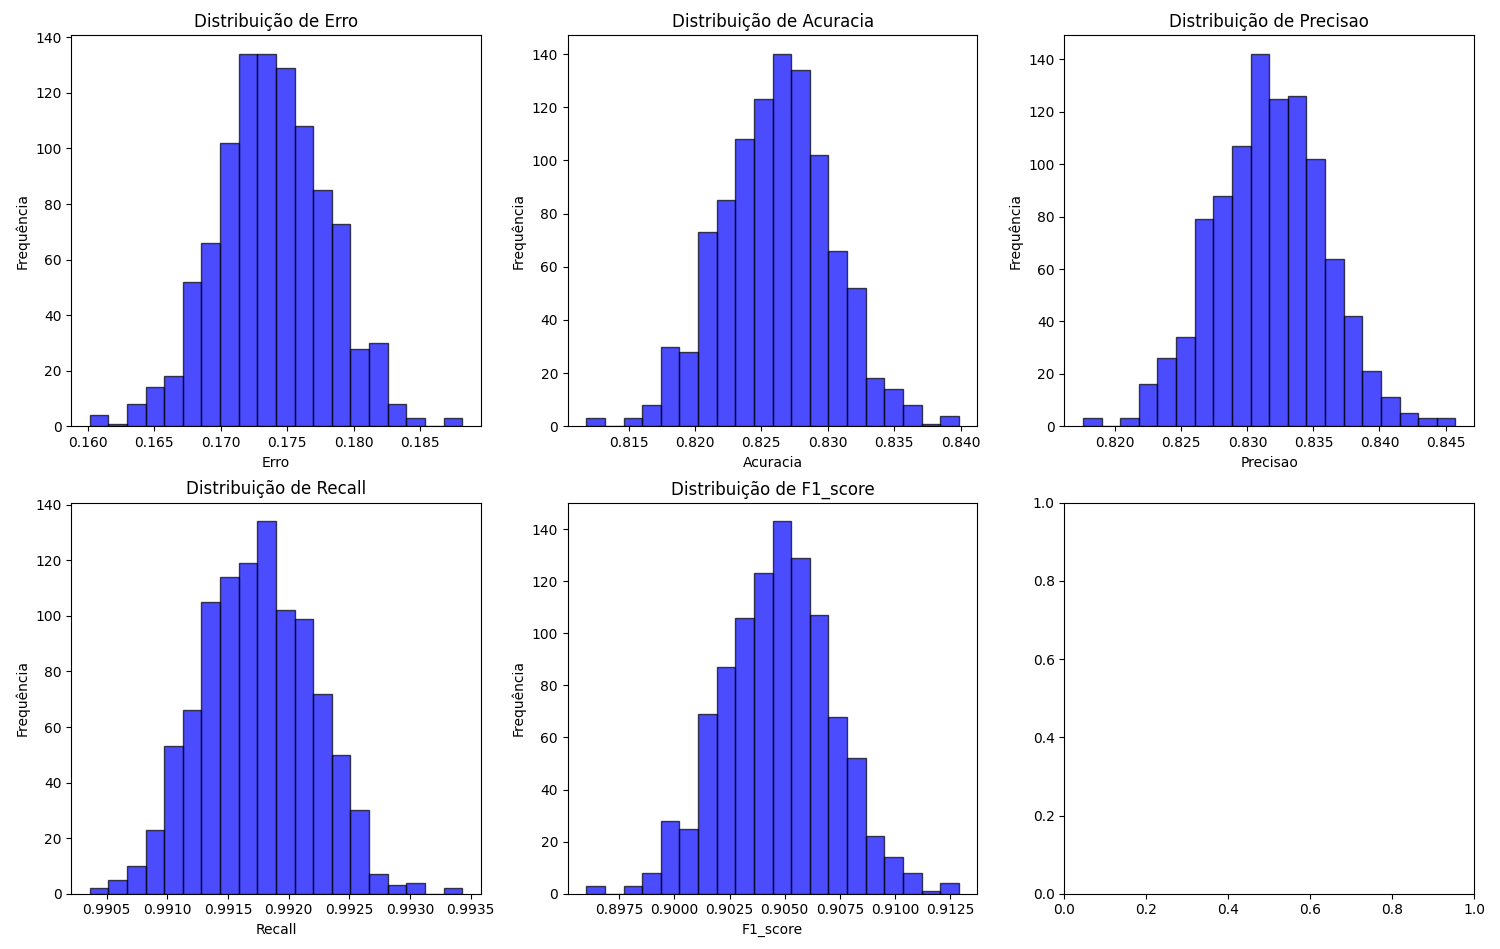 Distribuição de Erro
Frequência
140
120
100
80
60
40
20
0
0.160 0.165 0.170 0.175 0.180 0.185
Erro
Distribuição de Acuracia
Frequência
140
120
100
80
60
40
20
0
0.815 0.820 0.825 0.830 0.835 0.840
Acuracia
Distribuição de Precisao
Frequência
140
120
100
80
60
40
20
0
0.820 0.825 0.830 0.835 0.840 0.845
Precisao
Distribuição de Recall
Frequência
140
120
100
80
60
40
20
0
0.9905 0.9910 0.9915 0.9920 0.9925 0.9930 0.9935
Recall
Distribuição de F1_score
Frequência
140
120
100
80
60
40
20
0
0.8975 0.9000 0.9025 0.9050 0.9075 0.9100 0.9125
F1_score
1.0
0.8
0.6
0.4
0.2
0.0
0.0 0.2 0.4 0.6 0.8 1.0